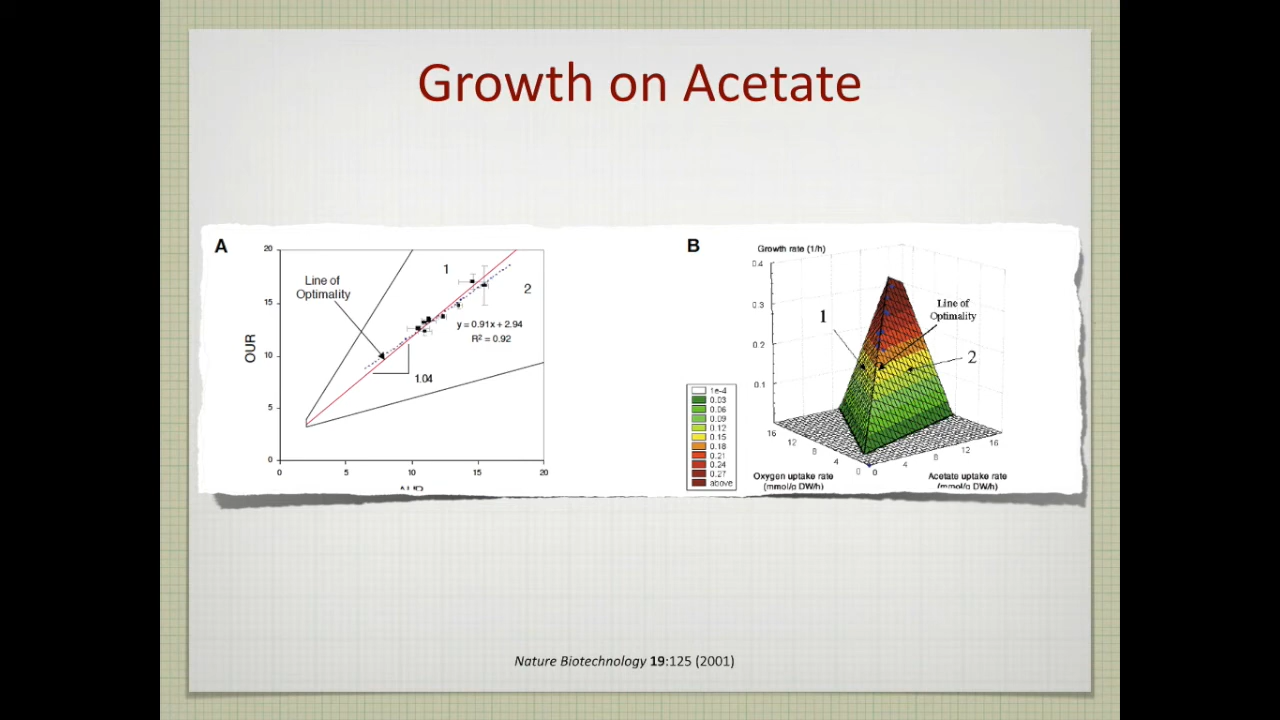 Growth on Acetate
A
20
15
10
5
0
0
5
10
15
20
OUR
Line of
Optimality
1
2
y = 0.91x + 2.94
R² = 0.92
1.04
B
Growth rate (1/h)
0.4
0.3
0.2
0.1
1
Line of
Optimality
2
1e-4
0.03
0.06
0.09
0.12
0.15
0.18
0.21
0.24
0.27
above
16
12
8
4
0
0
4
8
12
16
Oxygen uptake rate
(mmol/g DW/h)
Acetate uptake rate
(mmol/g DW/h)
Nature Biotechnology 19:125 (2001)